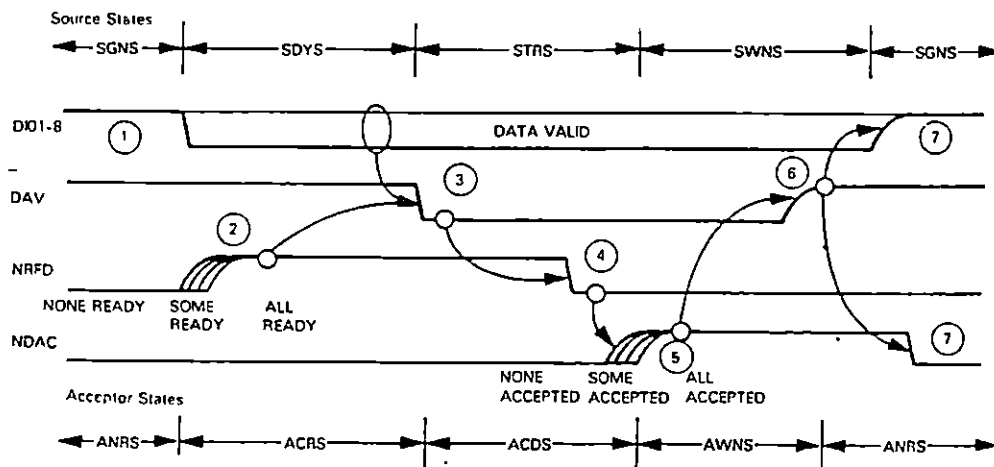 Source States
SGNS SDYS STRS SWNS SGNS
DI01-8 1 DATA VALID 7
DAV 3 6
NRFD 2 4
NONE READY SOME READY ALL READY
NDAC 5 7
NONE ACCEPTED SOME ACCEPTED ALL ACCEPTED
Acceptor States
ANRS ACRS ACDS AWNS ANRS